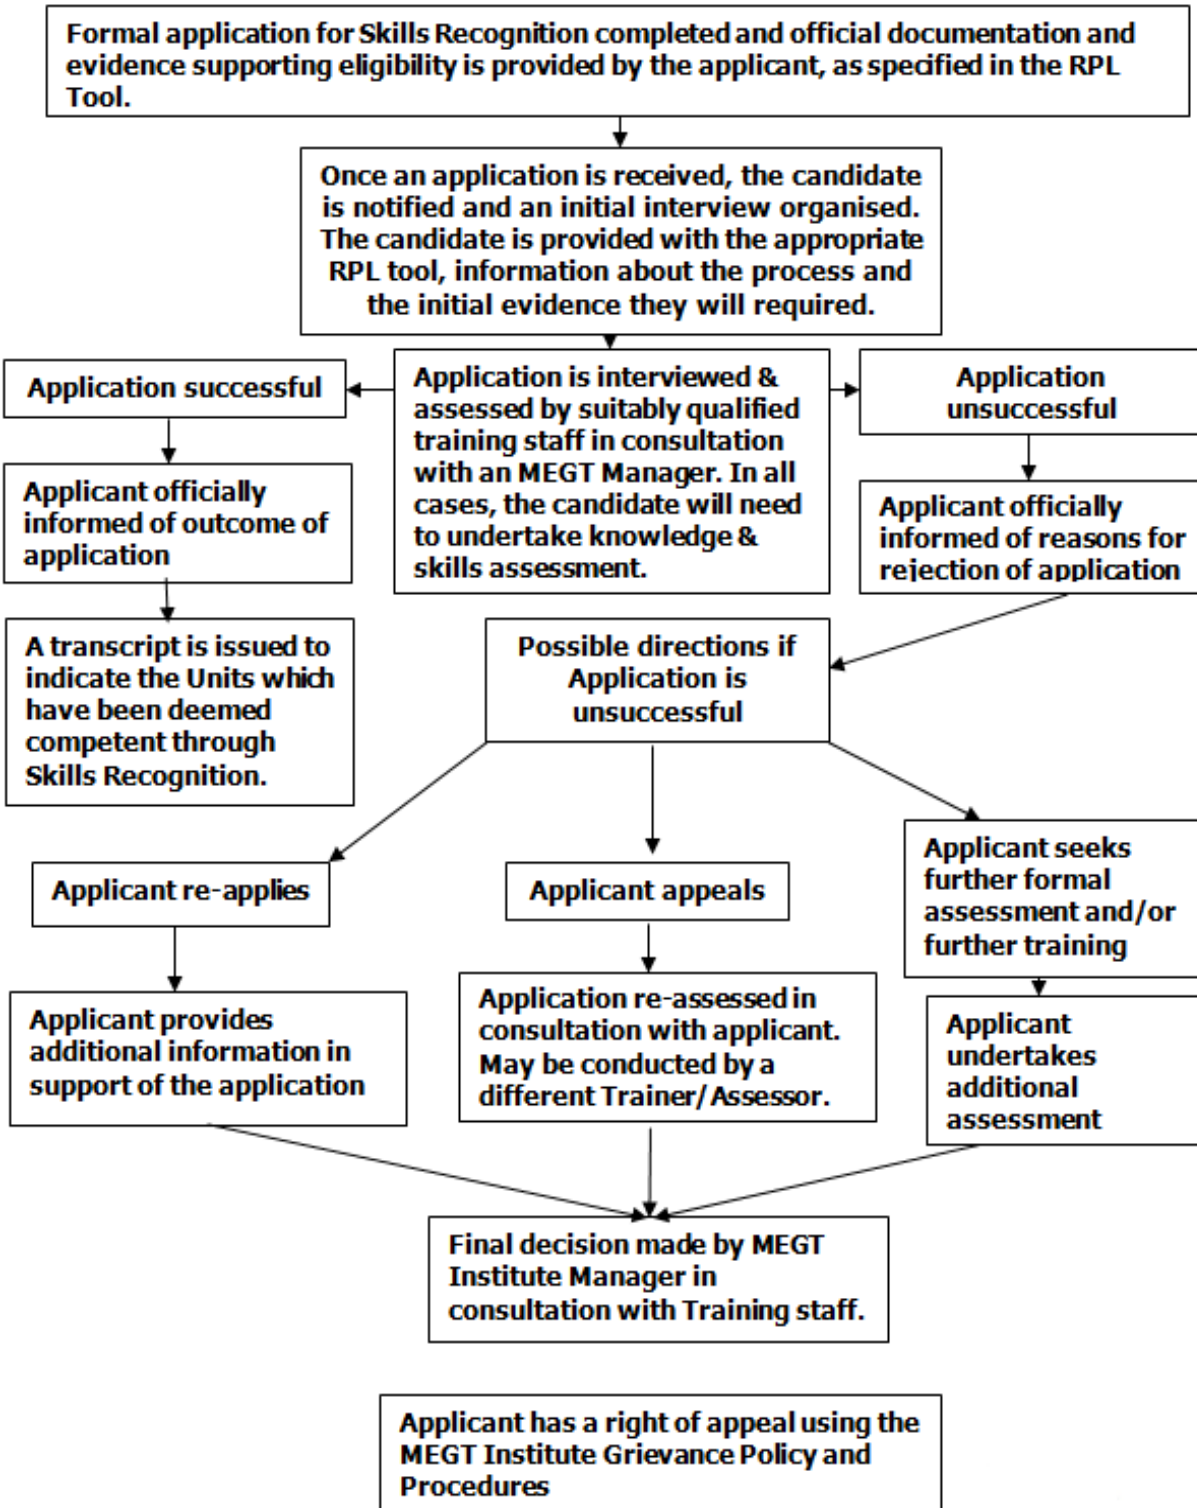 Formal application for Skills Recognition completed and official documentation and
evidence supporting eligibility is provided by the applicant, as specified in the RPL
Tool.
Once an application is received, the candidate
is notified and an initial interview organised.
The candidate is provided with the appropriate
RPL tool, information about the process and
the initial evidence they will required.
Application successful
Application is interviewed &
assessed by suitably qualified
training staff in consultation
with an MEGT Manager. In all
cases, the candidate will need
to undertake knowledge &
skills assessment.
Application
unsuccessful
Applicant officially
informed of outcome of
application
Applicant officially
informed of reasons for
rejection of application
A transcript is issued to
indicate the Units which
have been deemed
competent through
Skills Recognition.
Possible directions if
Application is
unsuccessful
Applicant re-applies
Applicant appeals
Applicant seeks
further formal
assessment and/or
further training
Applicant provides
additional information in
support of the application
Application re-assessed in
consultation with applicant.
May be conducted by a
different Trainer/Assessor.
Applicant
undertakes
additional
assessment
Final decision made by MEGT
Institute Manager in
consultation with Training staff.
Applicant has a right of appeal using the
MEGT Institute Grievance Policy and
Procedures